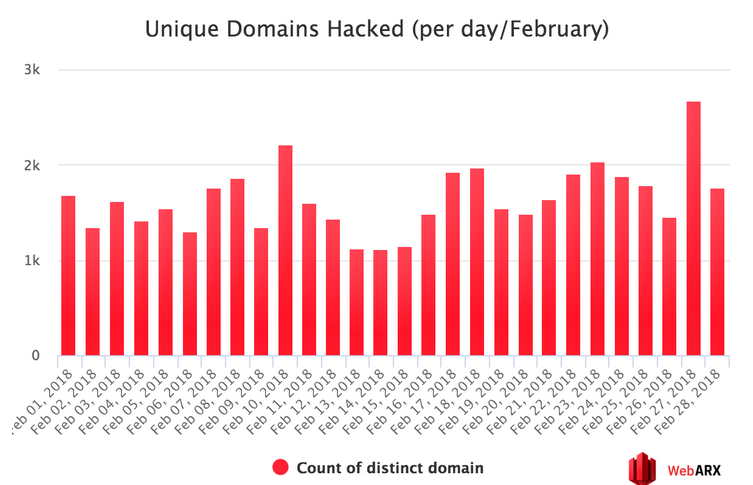 Unique Domains Hacked (per day/February)
3k
2k
1k
0
Feb 01, 2018
Feb 02, 2018
Feb 03, 2018
Feb 04, 2018
Feb 05, 2018
Feb 06, 2018
Feb 07, 2018
Feb 08, 2018
Feb 09, 2018
Feb 10, 2018
Feb 11, 2018
Feb 12, 2018
Feb 13, 2018
Feb 14, 2018
Feb 15, 2018
Feb 16, 2018
Feb 17, 2018
Feb 18, 2018
Feb 19, 2018
Feb 20, 2018
Feb 21, 2018
Feb 22, 2018
Feb 23, 2018
Feb 24, 2018
Feb 25, 2018
Feb 26, 2018
Feb 27, 2018
Feb 28, 2018
Count of distinct domain
WebARX